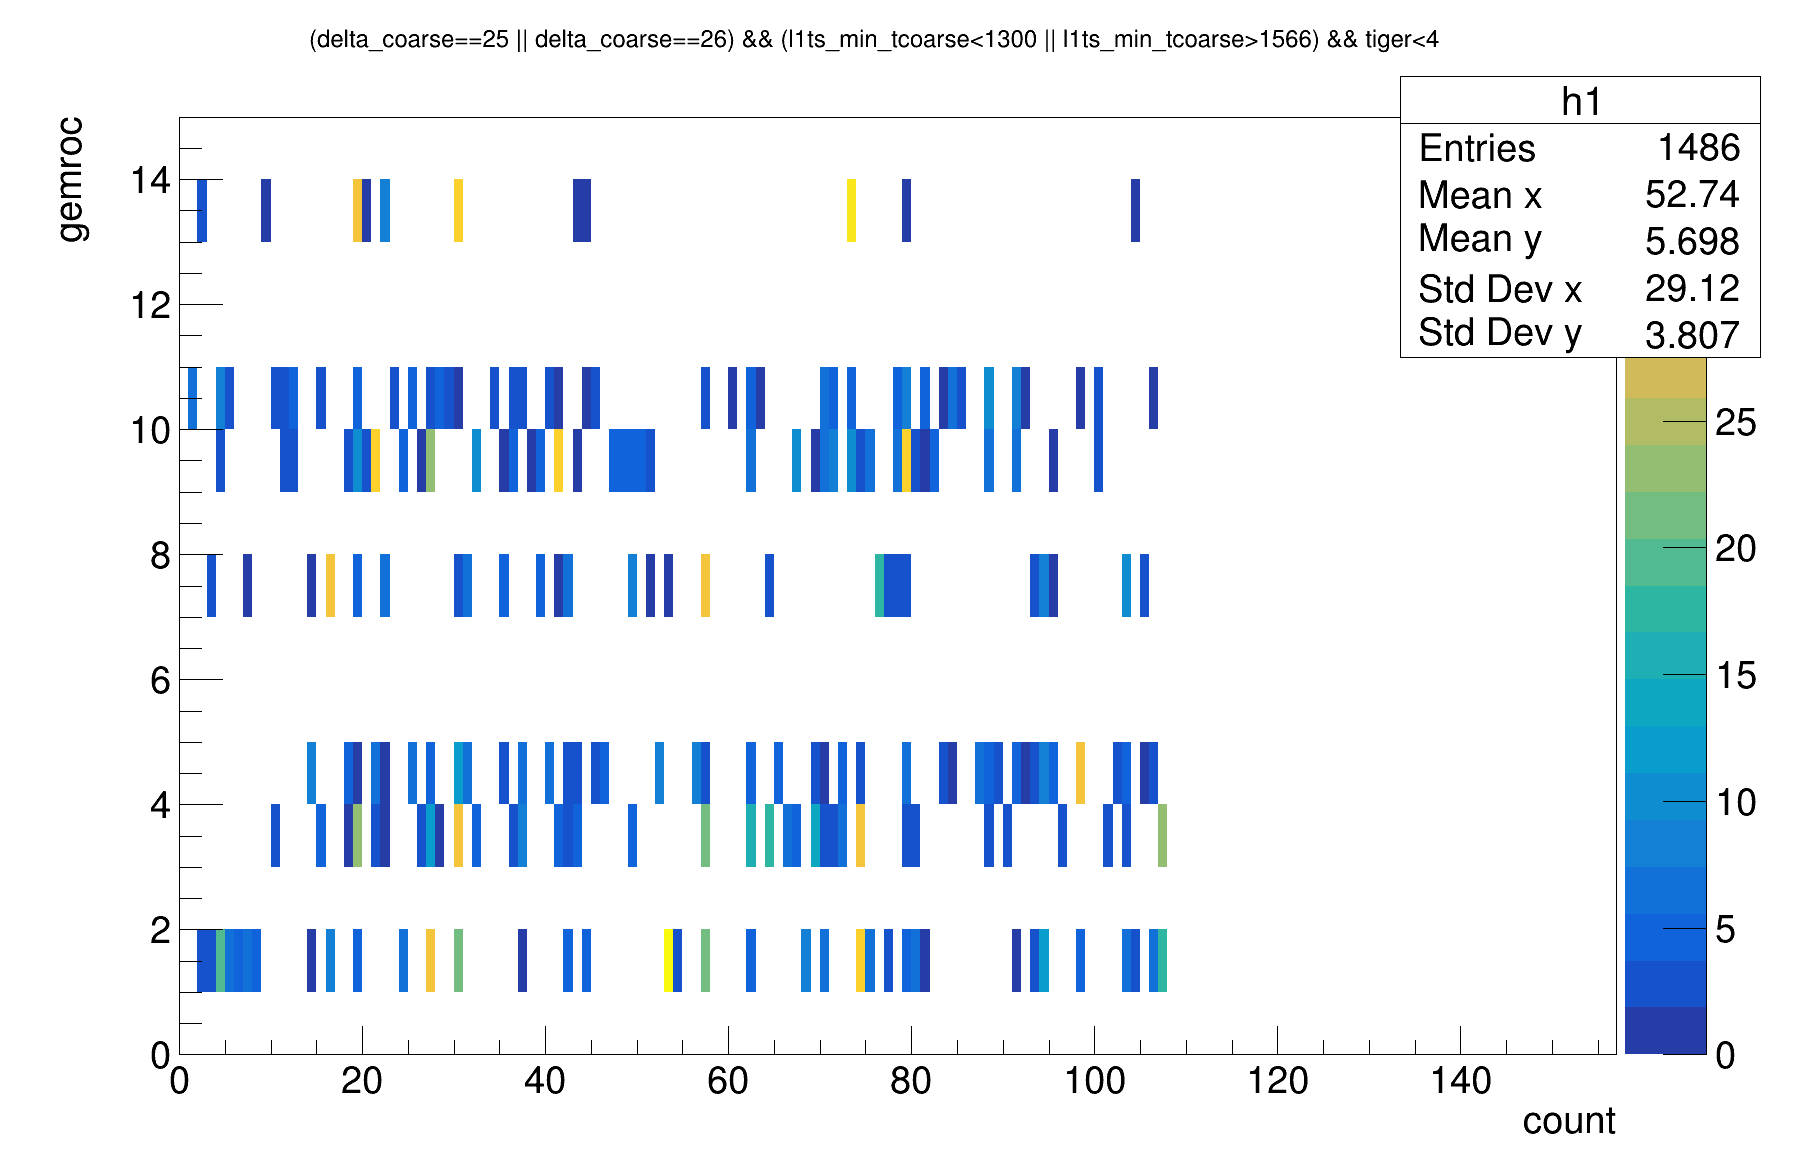 (delta_coarse==25 || delta_coarse==26) && (l1ts_min_tcoarse<1300 || l1ts_min_tcoarse>1566) && tiger<4
h1
Entries 1486
Mean x 52.74
Mean y 5.698
Std Dev x 29.12
Std Dev y 3.807
gemroc
14
12
10
8
6
4
2
0
25
20
15
10
5
0
0 20 40 60 80 100 120 140
count